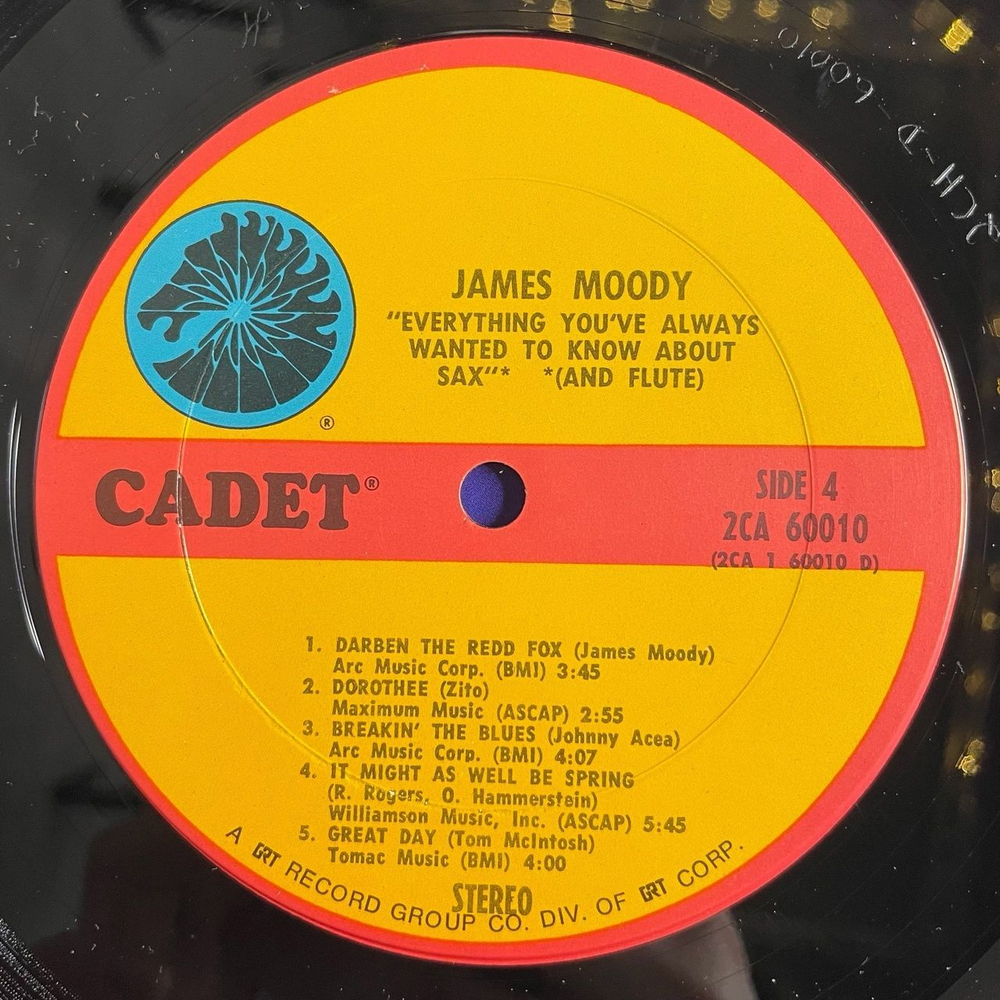 2CH-D-60010
JAMES MOODY
"EVERYTHING YOU'VE ALWAYS
WANTED TO KNOW ABOUT
SAX"* *(AND FLUTE)
®
CADET®
SIDE 4
2CA 60010
(2CA 1 60010 D)
1. DARBEN THE REDD FOX (James Moody)
Arc Music Corp. (BMI) 3:45
2. DOROTHEE (Zito)
Maximum Music (ASCAP) 2:55
3. BREAKIN' THE BLUES (Johnny Acea)
Arc Music Corp. (BMI) 4:07
4. IT MIGHT AS WELL BE SPRING
(R. Rogers, O. Hammerstein)
Williamson Music, Inc. (ASCAP) 5:45
5. GREAT DAY (Tom McIntosh)
Tomac Music (BMI) 4:00
STEREO
A GRT RECORD GROUP CO. DIV. OF GRT CORP.